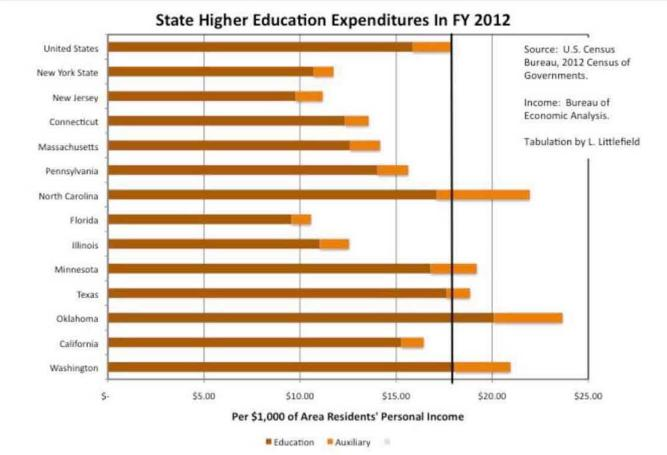 State Higher Education Expenditures In FY 2012
United States
New York State
New Jersey
Connecticut
Massachusetts
Pennsylvania
North Carolina
Florida
Illinois
Minnesota
Texas
Oklahoma
California
Washington
Source: U.S. Census
Bureau, 2012 Census of
Governments.
Income: Bureau of
Economic Analysis.
Tabulation by L. Littlefield
$- $5.00 $10.00 $15.00 $20.00 $25.00
Per $1,000 of Area Residents' Personal Income
Education Auxiliary